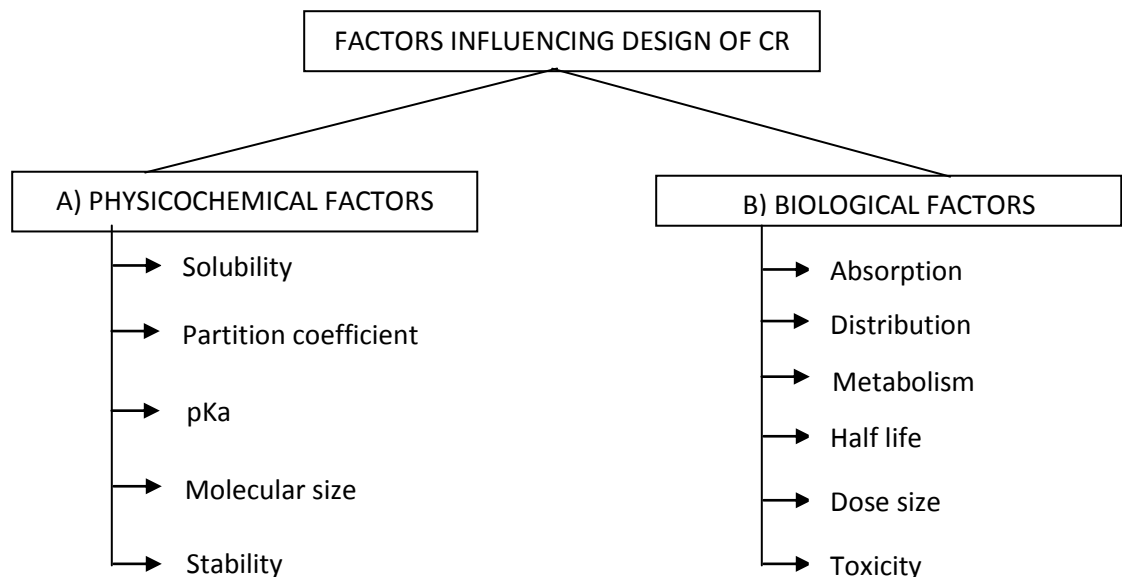 FACTORS INFLUENCING DESIGN OF CR
A) PHYSICOCHEMICAL FACTORS
Solubility
Partition coefficient
pKa
Molecular size
Stability
B) BIOLOGICAL FACTORS
Absorption
Distribution
Metabolism
Half life
Dose size
Toxicity